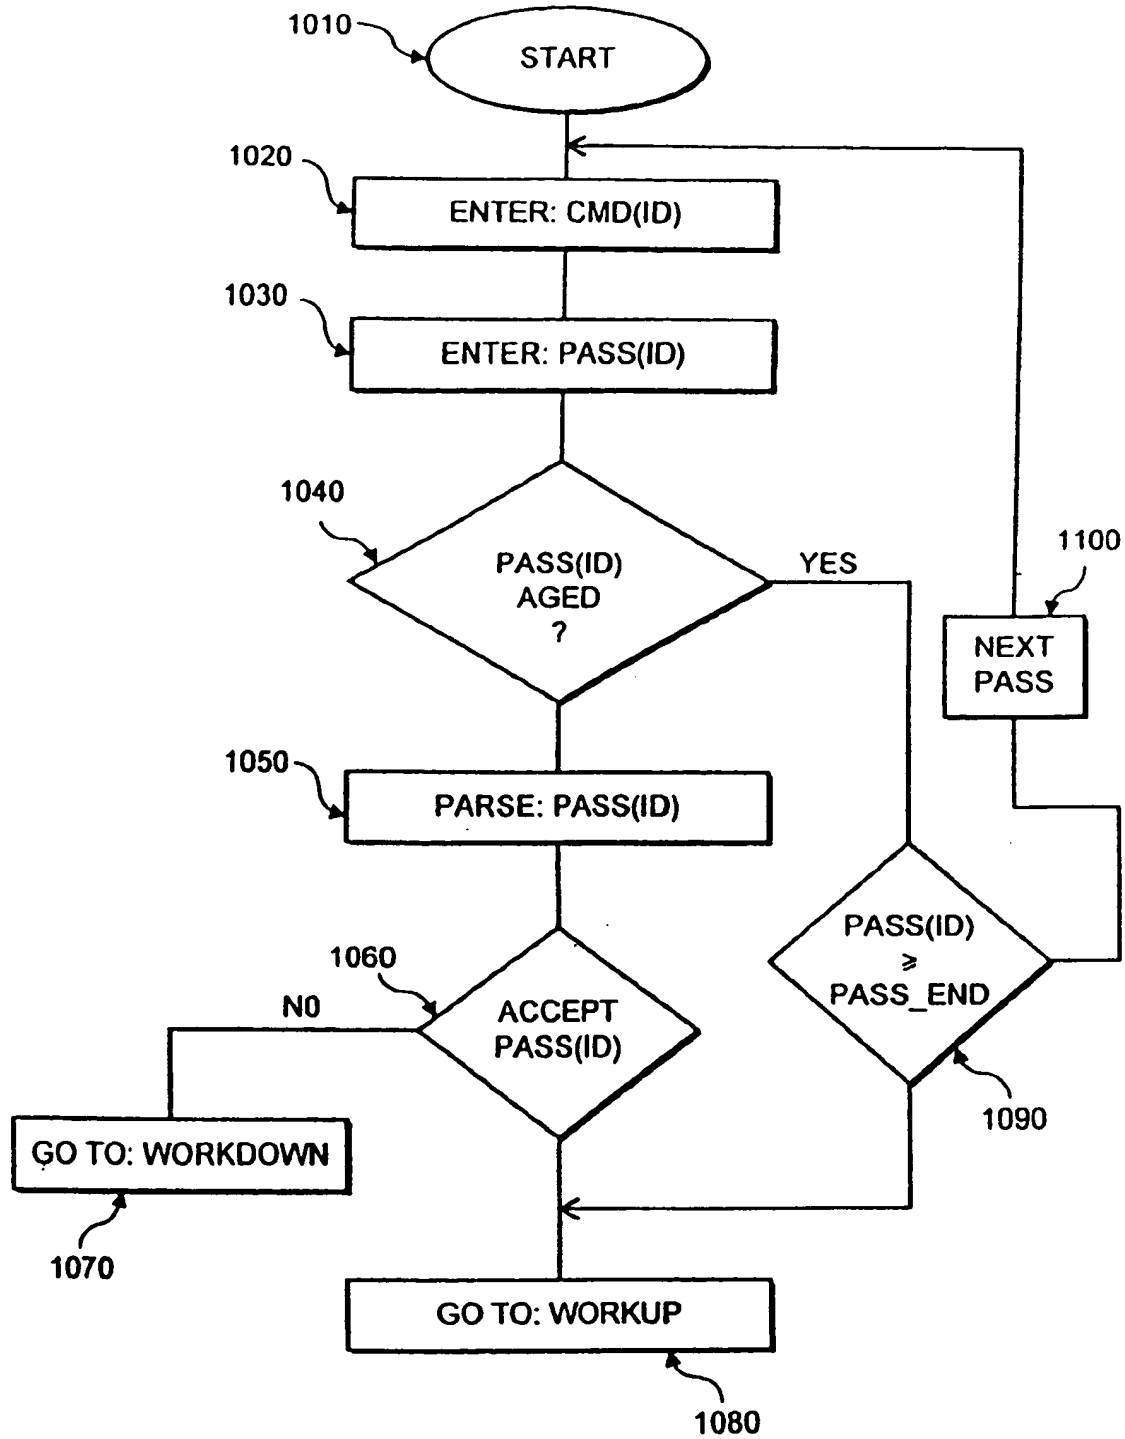 1010
START
1020
ENTER: CMD(ID)
1030
ENTER: PASS(ID)
1040
PASS(ID)
AGED
?
YES
1100
NEXT
PASS
1050
PARSE: PASS(ID)
PASS(ID)
≥
PASS_END
1060
NO
ACCEPT
PASS(ID)
1090
GO TO: WORKDOWN
1070
GO TO: WORKUP
1080